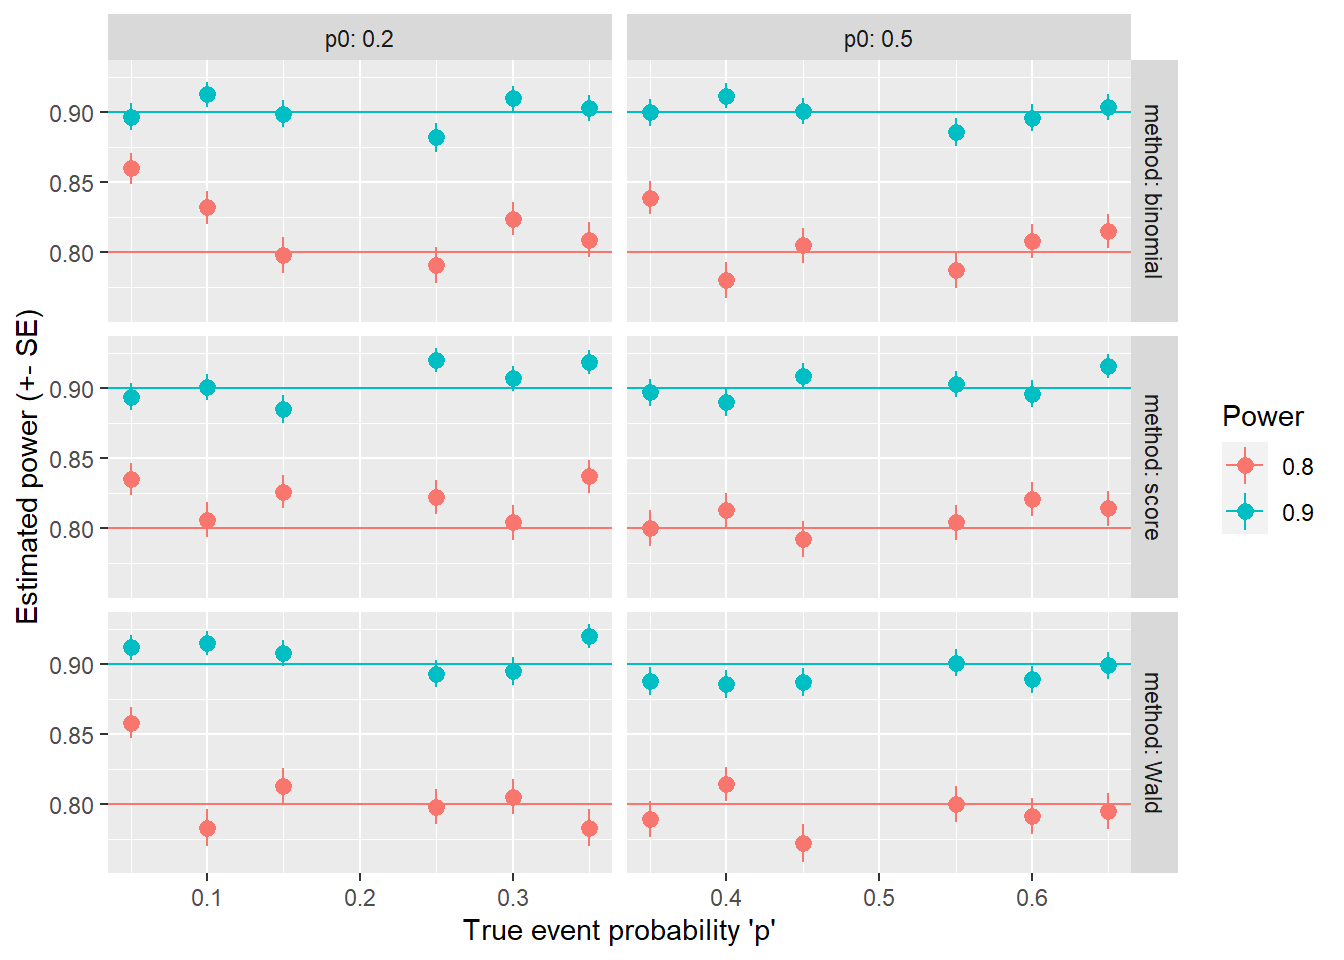 p0: 0.2
p0: 0.5
0.90
0.85
0.80
method: binomial
0.90
0.85
0.80
method: score
0.90
0.85
0.80
method: Wald
0.1
0.2
0.3
0.4
0.5
0.6
True event probability 'p'
Estimated power (+- SE)
Power
0.8
0.9